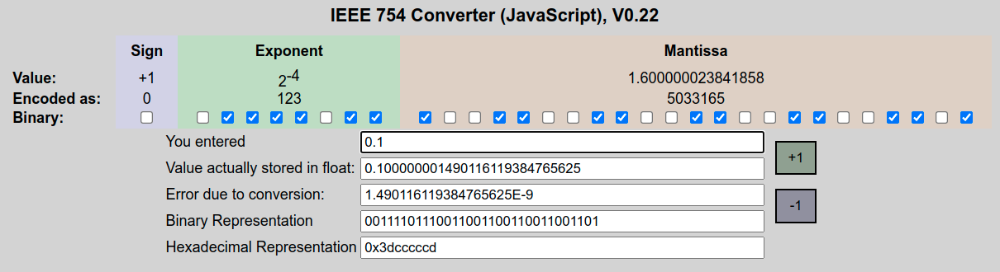 IEEE 754 Converter (JavaScript), V0.22
Sign Exponent Mantissa
Value: +1 2-4 1.600000023841858
Encoded as: 0 123 5033165
Binary:
You entered 0.1
Value actually stored in float: 0.100000001490116119384765625
+1
Error due to conversion: 1.490116119384765625E-9
-1
Binary Representation 00111101110011001100110011001101
Hexadecimal Representation 0x3dcccccd